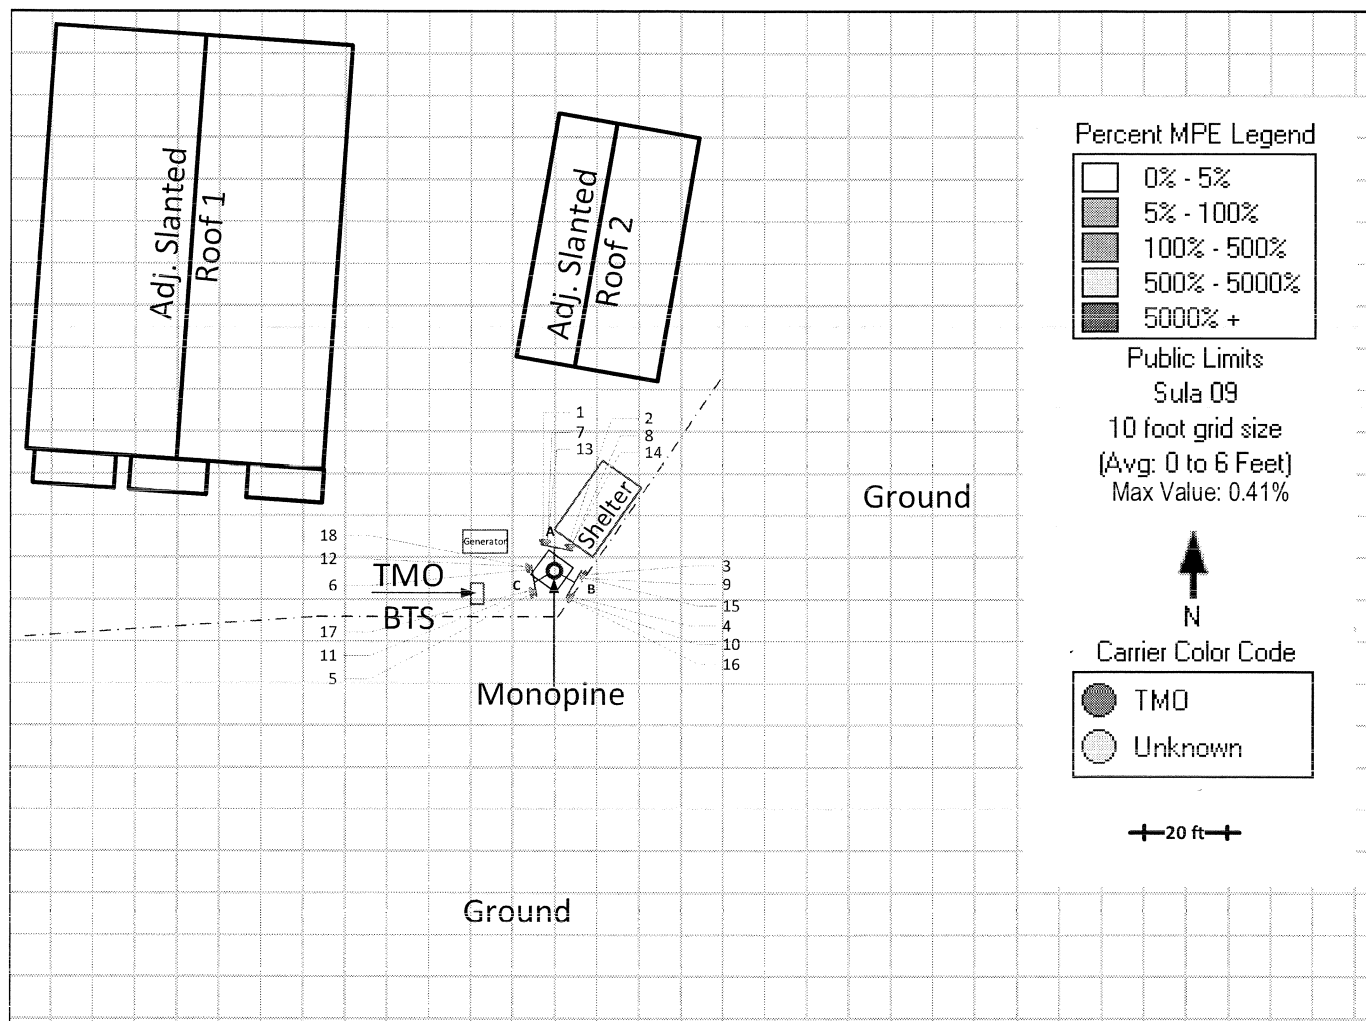 Adj. Slanted
Roof 1
Adj. Slanted
Roof 2
Percent MPE Legend
0% - 5%
5% - 100%
100% - 500%
500% - 5000%
5000% +
Public Limits
Sula 09
10 foot grid size
(Avg: 0 to 6 Feet)
Max Value: 0.41%
N
Carrier Color Code
TMO
Unknown
20 ft
1
7
13
2
8
14
Shelter
Ground
A
Generator
18
12
6
TMO
BTS
C
B
3
9
15
4
10
16
17
11
5
Monopine
Ground